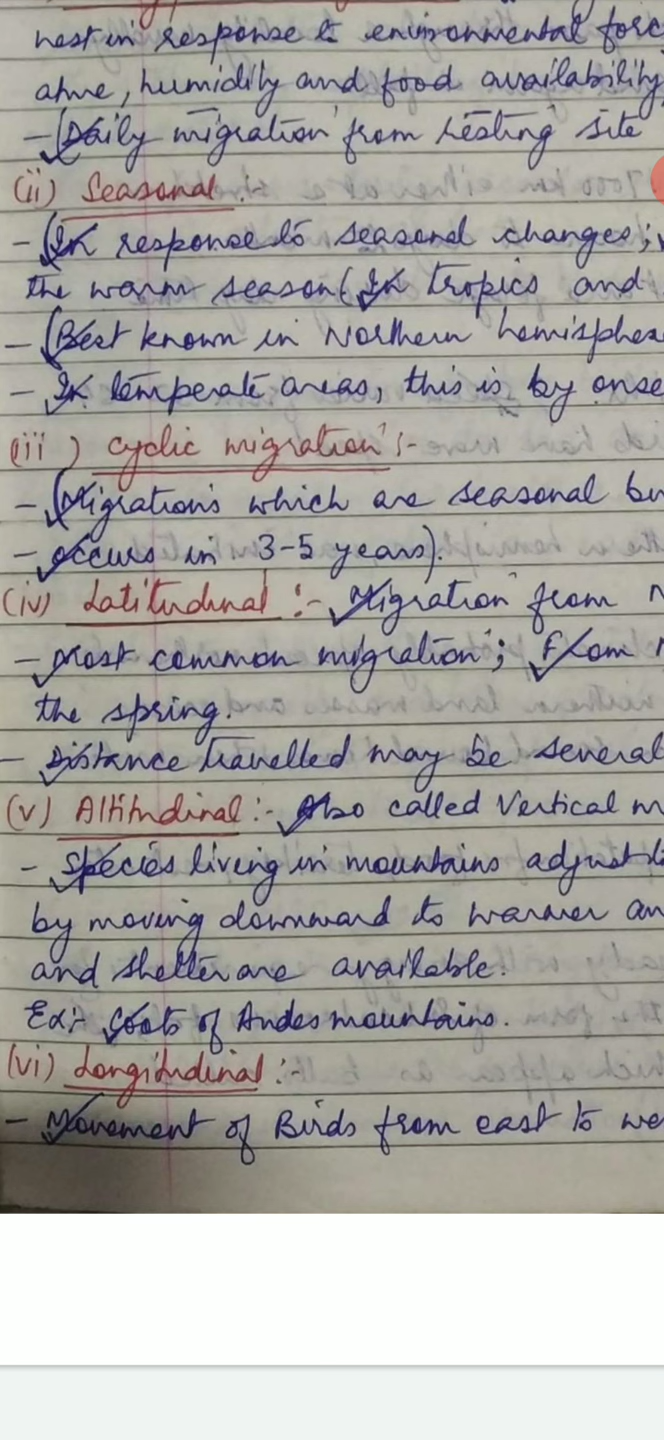 nest in response to environmental forc
ature, humidity and food availability
- (Daily migration from resting site
(ii) Seasonal :-
- (In response to seasonal changes;
the warm season (In tropics and
- (Best known in Northern hemispher
- In temperate areas, this is by onse
(iii) cyclic migration :-
- (Migrations which are seasonal bu
- occurs in 3-5 years).
(iv) Latitudinal :- Migration from N
- Most common migration; From
the spring.
- Distance travelled may be several
(v) Altitudinal :- Also called Vertical m
- Species living in mountains adjust
by moving downward to warmer an
and shelter are available.
Ex:- Coots of Andes mountains.
(vi) Longitudinal :-
- Movement of Birds from east to we